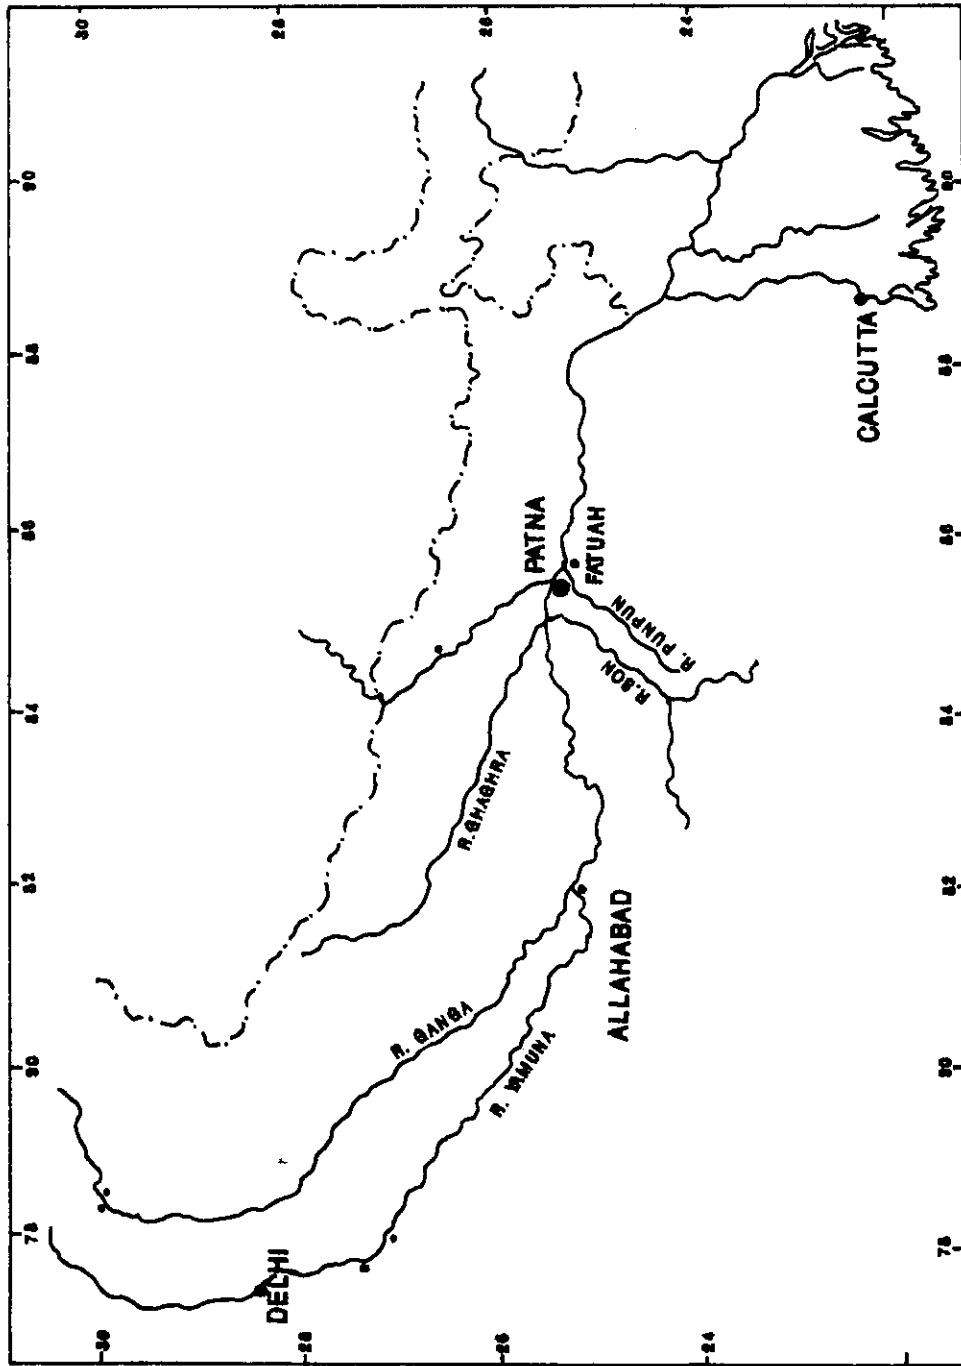 78 80 82 84 86 88 90
30
28
26
24
30
28
26
24
DELHI
R. GANGA
R. GHAGHRA
R. YAMUNA
PATNA
FATUAH
ALLAHABAD
R.SON
R. PUNPUN
CALCUTTA
78 80 82 84 86 88 90